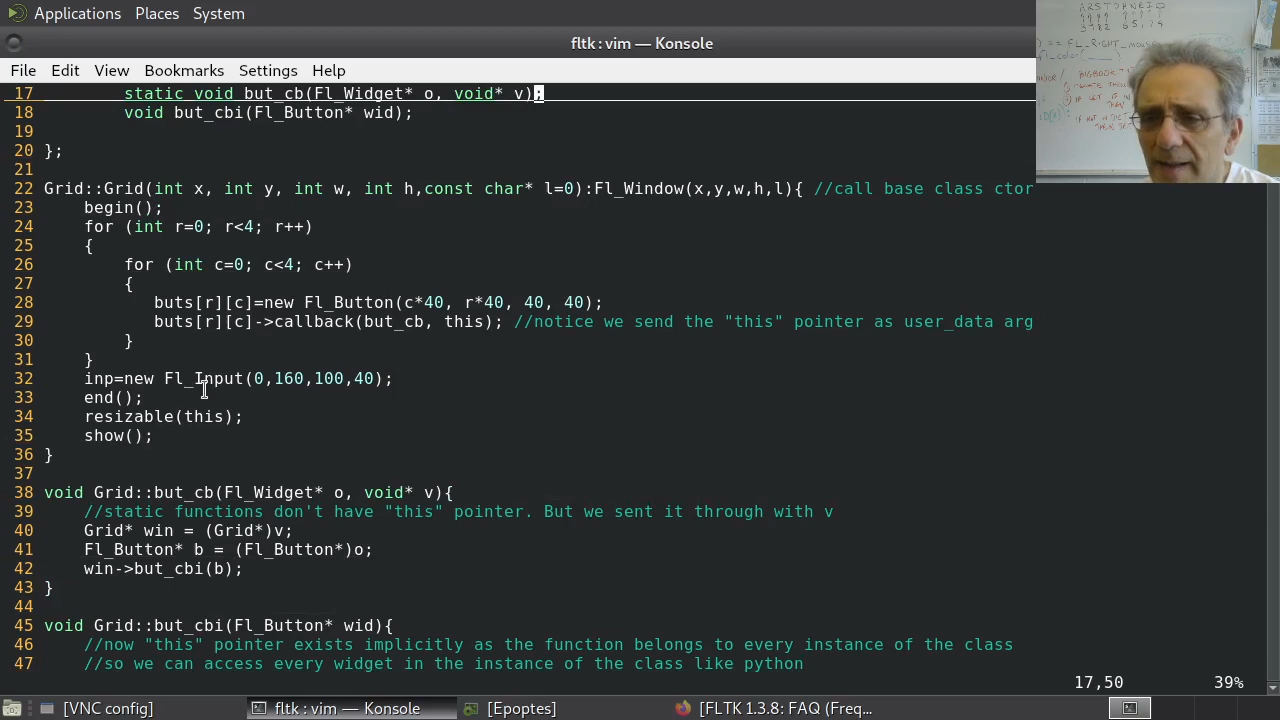 Applications Places System
fltk : vim — Konsole
File Edit View Bookmarks Settings Help
17 static void but_cb(Fl_Widget* o, void* v);
18 void but_cbi(Fl_Button* wid);
19
20 };
21
22 Grid::Grid(int x, int y, int w, int h,const char* l=0):Fl_Window(x,y,w,h,l){ //call base class ctor
23 begin();
24 for (int r=0; r<4; r++)
25 {
26 for (int c=0; c<4; c++)
27 {
28 buts[r][c]=new Fl_Button(c*40, r*40, 40, 40);
29 buts[r][c]->callback(but_cb, this); //notice we send the "this" pointer as user_data arg
30 }
31 }
32 inp=new Fl_Input(0,160,100,40);
33 end();
34 resizable(this);
35 show();
36 }
37
38 void Grid::but_cb(Fl_Widget* o, void* v){
39 //static functions don't have "this" pointer. But we sent it through with v
40 Grid* win = (Grid*)v;
41 Fl_Button* b = (Fl_Button*)o;
42 win->but_cbi(b);
43 }
44
45 void Grid::but_cbi(Fl_Button* wid){
46 //now "this" pointer exists implicitly as the function belongs to every instance of the class
47 //so we can access every widget in the instance of the class like python
17,50 39%
[VNC config] fltk : vim — Konsole [Epoptes] [FLTK 1.3.8: FAQ (Freq...